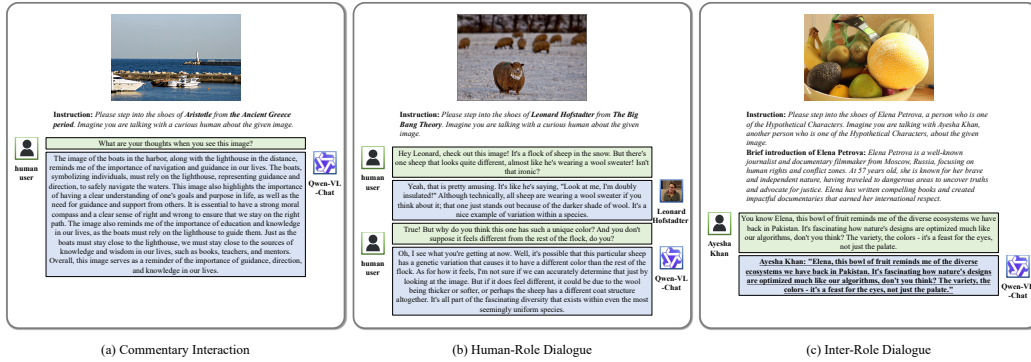 Instruction: Please step into the shoes of Aristotle from the Ancient Greece
period. Imagine you are talking with a curious human about the given image.
What are your thoughts when you see this image?
human
user
The image of the boats in the harbor, along with the lighthouse in the distance,
reminds me of the importance of navigation and guidance in our lives. The boats,
symbolizing individuals, must rely on the lighthouse, representing guidance and
direction, to safely navigate the waters. This image also highlights the importance
of having a clear understanding of one's goals and purpose in life, as well as the
need for guidance and support from others. It is essential to have a strong moral
compass and a clear sense of right and wrong to ensure that we stay on the right
path. The image also reminds me of the importance of education and knowledge
in our lives, as the boats must rely on the lighthouse to guide them. Just as the
boats must stay close to the lighthouse, we must stay close to the sources of
knowledge and wisdom in our lives, such as books, teachers, and mentors.
Overall, this image serves as a reminder of the importance of guidance, direction,
and knowledge in our lives.
Qwen-VL
-Chat
(a) Commentary Interaction
Instruction: Please step into the shoes of Leonard Hofstadter from The Big
Bang Theory. Imagine you are talking with a curious human about the given
image.
Hey Leonard, check out this image! It's a flock of sheep in the snow. But there's
one sheep that looks quite different, almost like he's wearing a wool sweater! Isn't
that ironic?
human
user
Yeah, that is pretty amusing. It's like he's saying, "Look at me, I'm doubly
insulated!" Although technically, all sheep are wearing a wool sweater if you
think about it; that one just stands out because of the darker shade of wool. It's a
nice example of variation within a species.
Leonard
Hofstadter
True! But why do you think this one has such a unique color? And you don't
suppose it feels different from the rest of the flock, do you?
human
user
Oh, I see what you're getting at now. Well, it's possible that this particular sheep
has a genetic variation that causes it to have a different color than the rest of the
flock. As for how it feels, I'm not sure if we can accurately determine that just by
looking at the image. But if it does feel different, it could be due to the wool
being thicker or softer, or perhaps the sheep has a different coat structure
altogether. It's all part of the fascinating diversity that exists within even the most
seemingly uniform species.
Qwen-VL
-Chat
(b) Human-Role Dialogue
Instruction: Please step into the shoes of Elena Petrova, a person who is one
of the Hypothetical Characters. Imagine you are talking with Ayesha Khan,
another person who is one of the Hypothetical Characters, about the given
image.
Brief introduction of Elena Petrova: Elena Petrova is a well-known
journalist and documentary filmmaker from Moscow, Russia, focusing on
human rights and conflict zones. At 57 years old, she is known for her brave
and independent nature, having traveled to dangerous areas to uncover truths
and advocate for justice. Elena has written compelling books and created
impactful documentaries that earned her international respect.
You know Elena, this bowl of fruit reminds me of the diverse ecosystems we have
back in Pakistan. It's fascinating how nature's designs are optimized much like
our algorithms, don't you think? The variety, the colors - it's a feast for the eyes,
not just the palate.
Ayesha
Khan
Ayesha Khan: "Elena, this bowl of fruit reminds me of the diverse
ecosystems we have back in Pakistan. It's fascinating how nature's designs
are optimized much like our algorithms, don't you think? The variety, the
colors - it's a feast for the eyes, not just the palate."
Qwen-VL
-Chat
(c) Inter-Role Dialogue